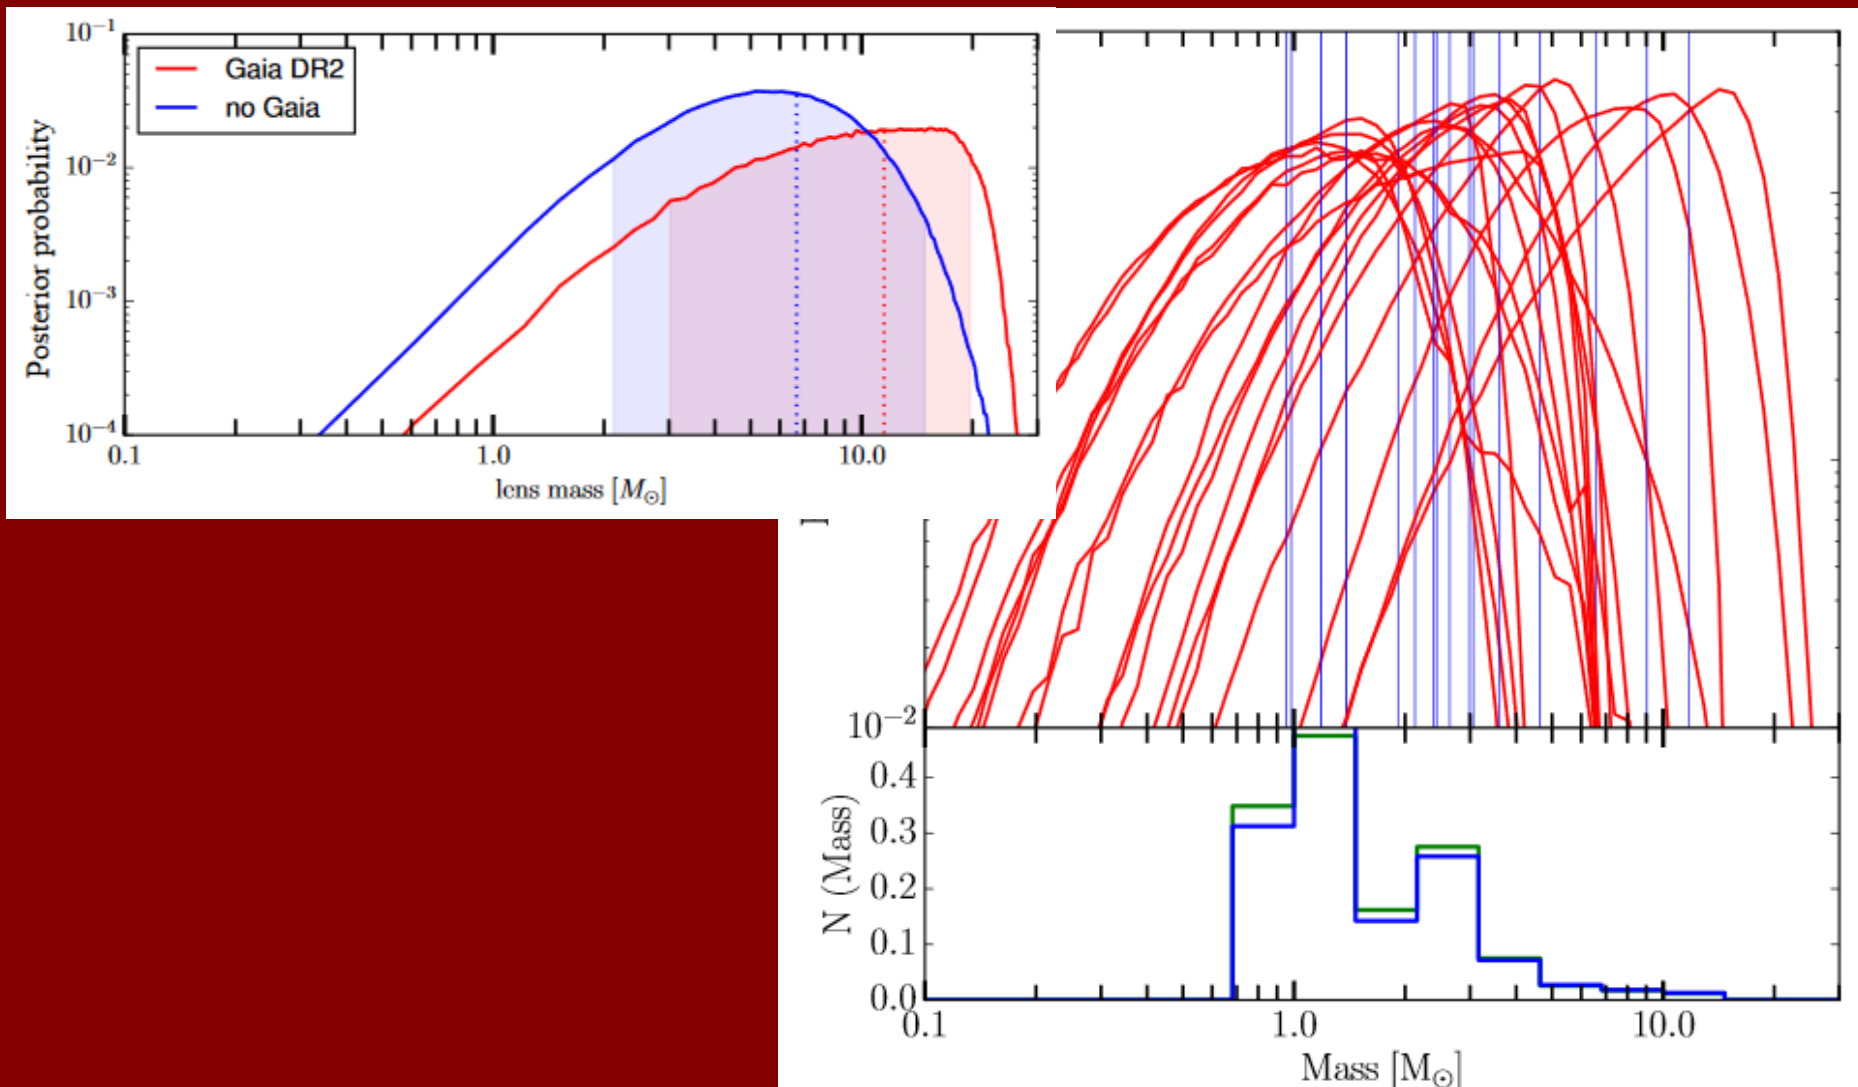 10⁻¹
Gaia DR2
no Gaia
10⁻²
10⁻³
10⁻⁴
Posterior probability
0.1 1.0 10.0
lens mass [M⊙]
10⁻²
0.4
0.3
0.2
0.1
0.0
N (Mass)
0.1 1.0 10.0
Mass [M⊙]